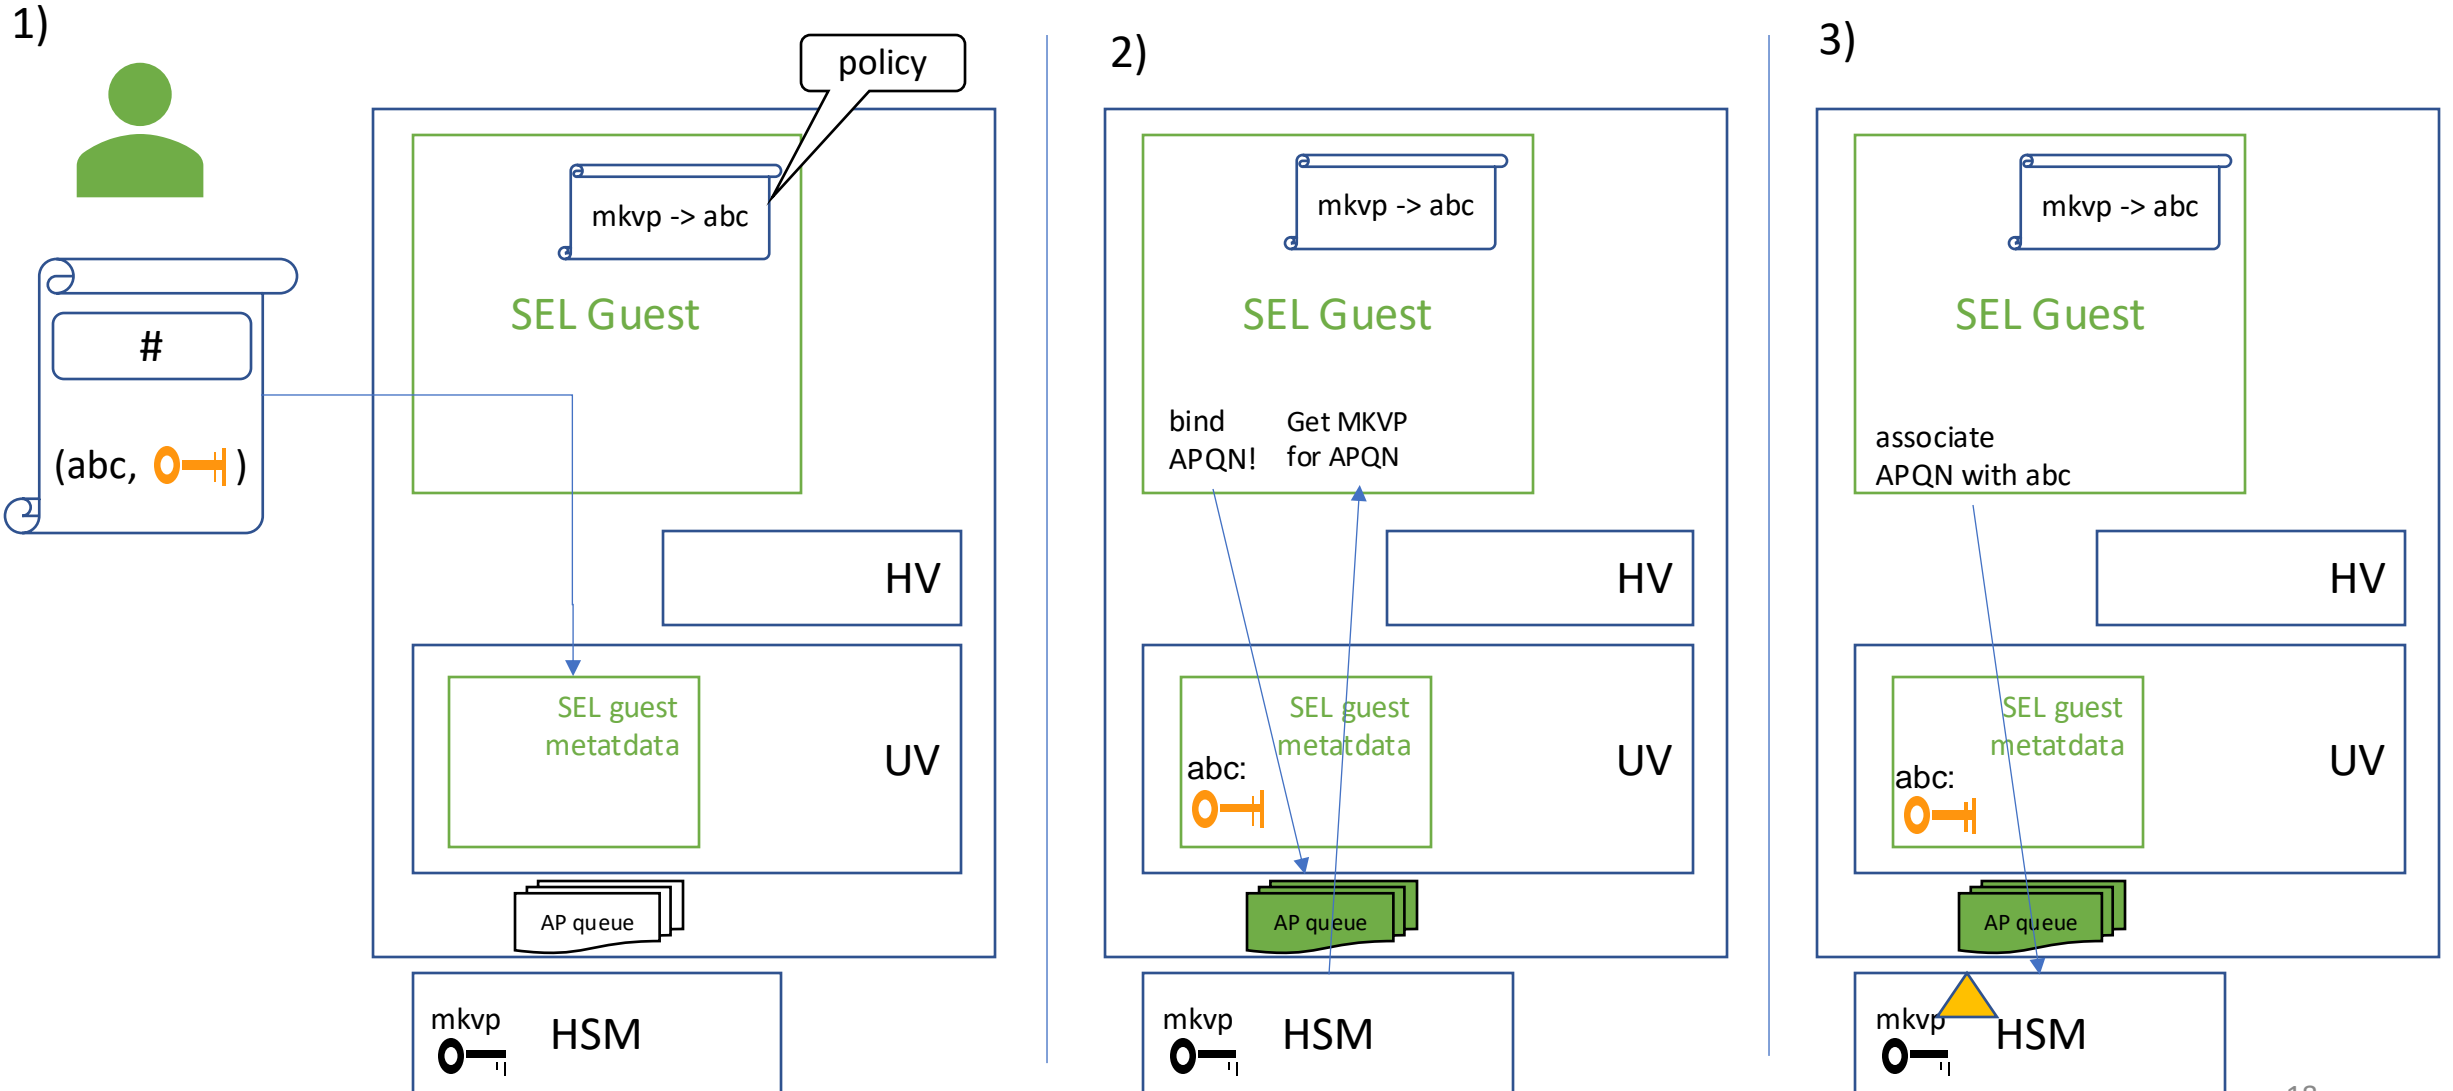 1)
policy
mkvp -> abc
SEL Guest
#
(abc, )
HV
SEL guest
metatdata
UV
AP queue
mkvp
HSM
2)
mkvp -> abc
SEL Guest
bind
APQN!
Get MKVP
for APQN
HV
SEL guest
metatdata
abc:
UV
AP queue
mkvp
HSM
3)
mkvp -> abc
SEL Guest
associate
APQN with abc
HV
SEL guest
metatdata
abc:
UV
AP queue
mkvp
HSM